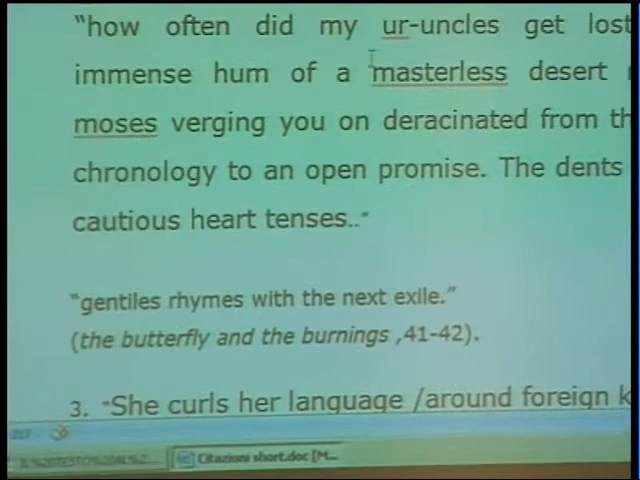 “how often did my ur-uncles get lost
immense hum of a masterless desert
moses verging you on deracinated from th
chronology to an open promise. The dents
cautious heart tenses..”
“gentiles rhymes with the next exile.”
(the butterfly and the burnings ,41-42).
3. “She curls her language /around foreign k
Citazioni short.doc [M...